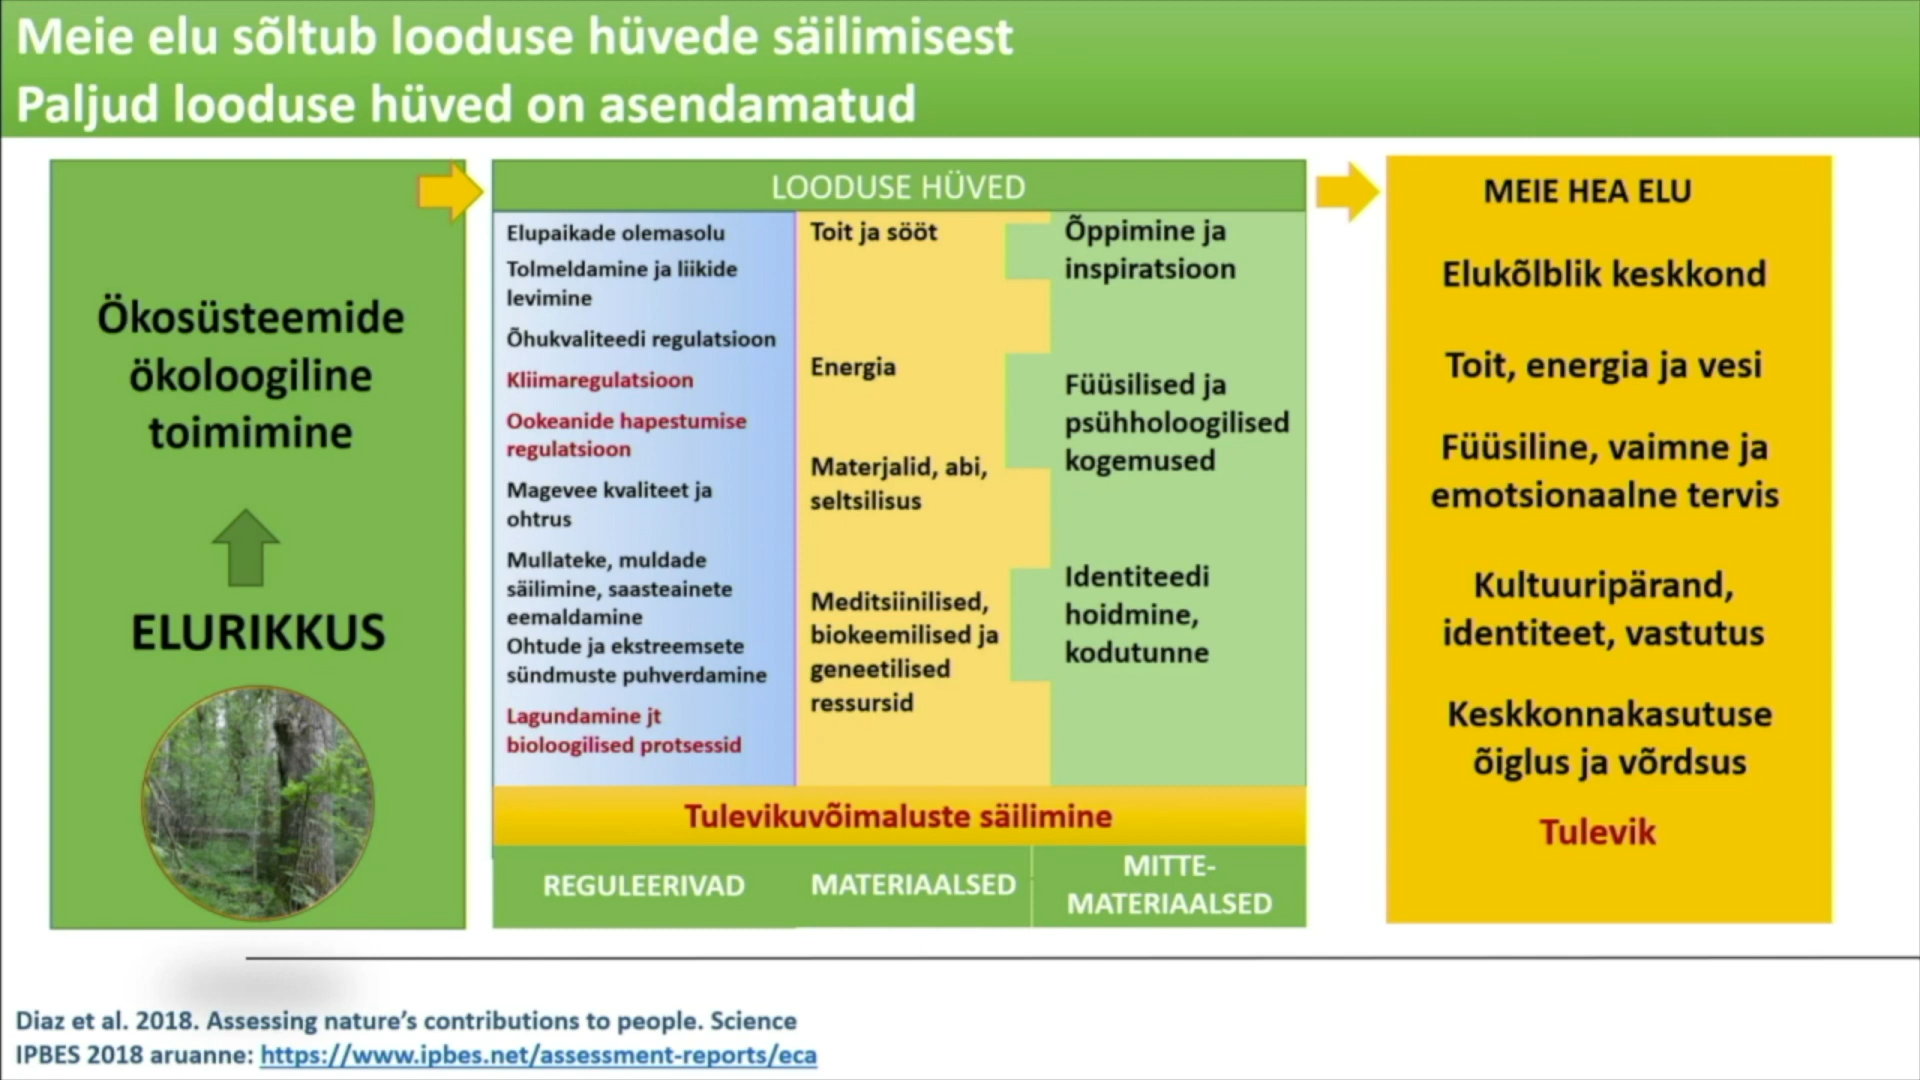 Meie elu sõltub looduse hüvede säilimisest
Paljud looduse hüved on asendamatud
Ökosüsteemide
ökoloogiline
toimimine
ELURIKKUS
LOODUSE HÜVED
Elupaikade olemasolu
Tolmeldamine ja liikide
levimine
Õhukvaliteedi regulatsioon
Kliimaregulatsioon
Ookeanide hapestumise
regulatsioon
Magevee kvaliteet ja
ohtrus
Mullateke, muldade
säilimine, saasteainete
eemaldamine
Ohtude ja ekstreemsete
sündmuste puhverdamine
Lagundamine jt
bioloogilised protsessid
Toit ja sööt
Energia
Materjalid, abi,
seltsilisus
Meditsiinilised,
biokeemilised ja
geneetilised
ressursid
Õppimine ja
inspiratsioon
Füüsilised ja
psühholoogilised
kogemused
Identiteedi
hoidmine,
kodutunne
Tulevikuvõimaluste säilimine
REGULEERIVAD
MATERIAALSED
MITTE-
MATERIAALSED
MEIE HEA ELU
Elukõlblik keskkond
Toit, energia ja vesi
Füüsiline, vaimne ja
emotsionaalne tervis
Kultuuripärand,
identiteet, vastutus
Keskkonnakasutuse
õiglus ja võrdsus
Tulevik
Diaz et al. 2018. Assessing nature's contributions to people. Science
IPBES 2018 aruanne: https://www.ipbes.net/assessment-reports/eca